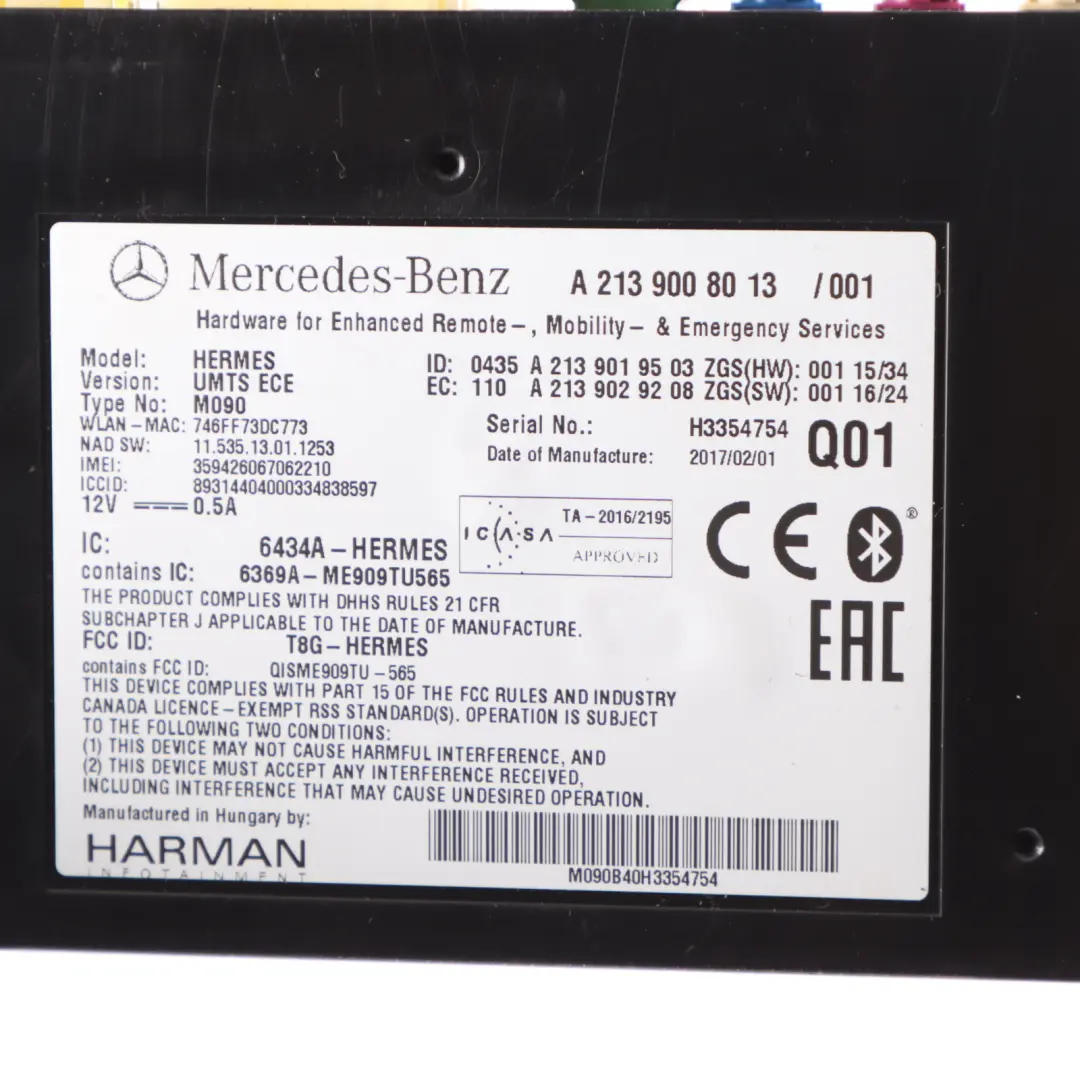 Mercedes-Benz A 213 900 80 13 /001
Hardware for Enhanced Remote-, Mobility- & Emergency Services
Model: HERMES ID: 0435 A 213 901 95 03 ZGS(HW): 001 15/34
Version: UMTS ECE EC: 110 A 213 902 92 08 ZGS(SW): 001 16/24
Type No: M090
WLAN-MAC: 746FF73DC773 Serial No.: H3354754 Q01
NAD SW: 11.535.13.01.1253 Date of Manufacture: 2017/02/01
IMEI: 359426067062210
ICCID: 89314404000334838597
12V 0.5A
ICASA TA-2016/2195
APPROVED
CE ®
IC: 6434A-HERMES
contains IC: 6369A-ME909TU565
THE PRODUCT COMPLIES WITH DHHS RULES 21 CFR
SUBCHAPTER J APPLICABLE TO THE DATE OF MANUFACTURE.
EAC
FCC ID: T8G-HERMES
contains FCC ID: QISME909TU-565
THIS DEVICE COMPLIES WITH PART 15 OF THE FCC RULES AND INDUSTRY
CANADA LICENCE-EXEMPT RSS STANDARD(S). OPERATION IS SUBJECT
TO THE FOLLOWING TWO CONDITIONS:
(1) THIS DEVICE MAY NOT CAUSE HARMFUL INTERFERENCE, AND
(2) THIS DEVICE MUST ACCEPT ANY INTERFERENCE RECEIVED,
INCLUDING INTERFERENCE THAT MAY CAUSE UNDESIRED OPERATION.
Manufactured in Hungary by:
HARMAN
INFOTAINMENT
M090B40H3354754